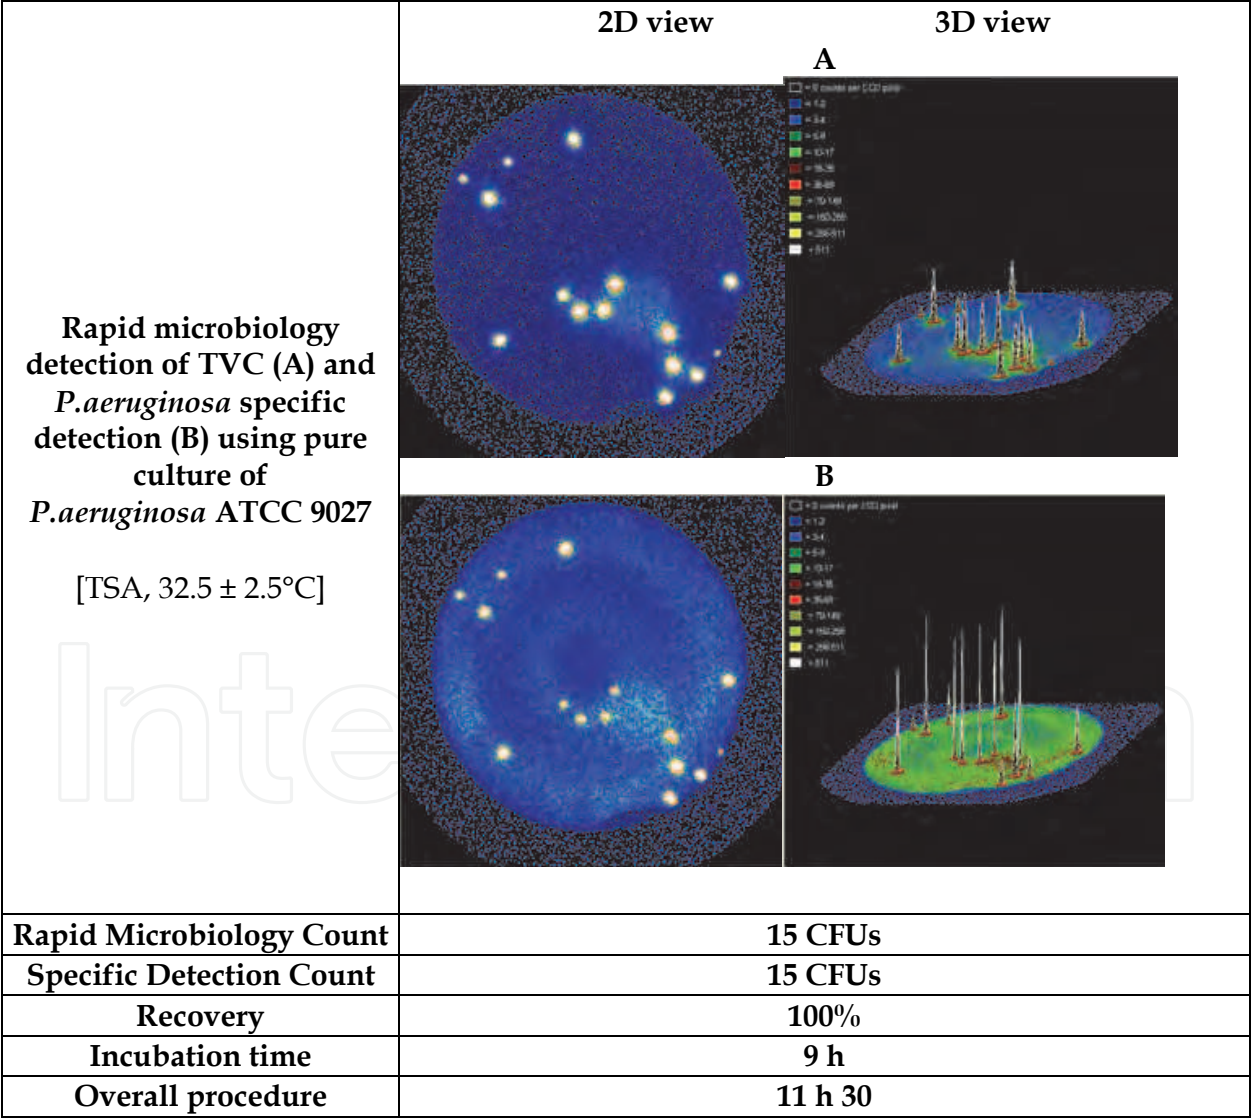 2D view 3D view
A
Rapid microbiology
detection of TVC (A) and
P.aeruginosa specific
detection (B) using pure
culture of
P.aeruginosa ATCC 9027
[TSA, 32.5 ± 2.5°C]
B
Rapid Microbiology Count 15 CFUs
Specific Detection Count 15 CFUs
Recovery 100%
Incubation time 9 h
Overall procedure 11 h 30